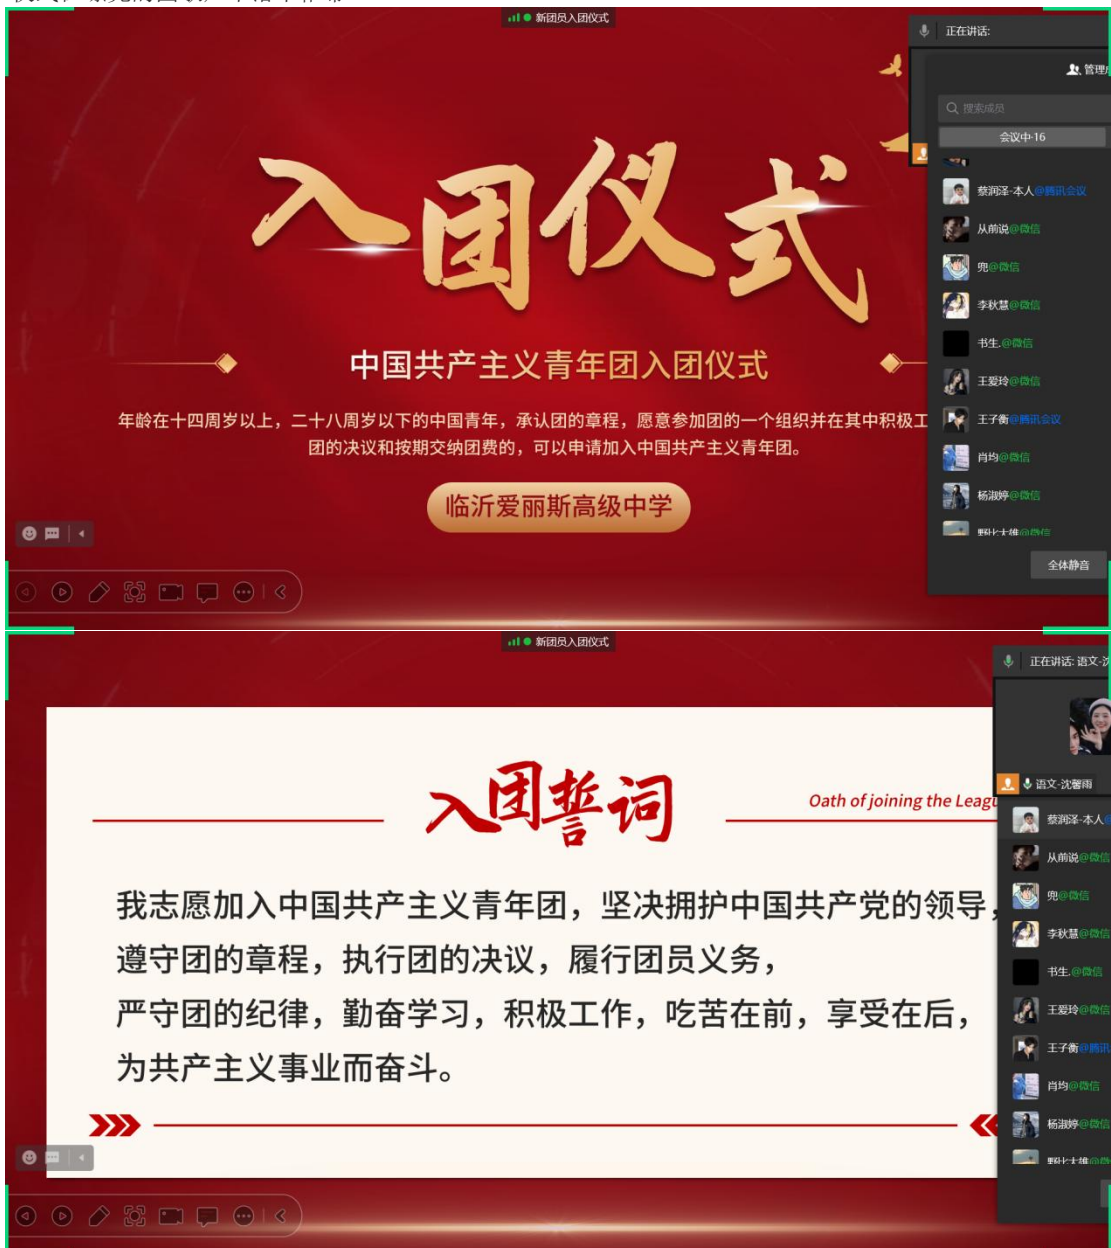 新团员入团仪式
正在讲话:
管理
搜索成员
会议中·16
入团仪式
蔡润泽-本人@腾讯会议
从前说@微信
兜@微信
李秋慧@微信
书生.@微信
王爱玲@微信
王子衡@腾讯会议
肖均@微信
杨淑婷@微信
野比大雄@微信
全体静音
中国共产主义青年团入团仪式
年龄在十四周岁以上，二十八周岁以下的中国青年，承认团的章程，愿意参加团的一个组织并在其中积极工
团的决议和按期交纳团费的，可以申请加入中国共产主义青年团。
临沂爱丽斯高级中学
新团员入团仪式
正在讲话: 语文-沈
语文-沈馨雨
入团誓词
Oath of joining the Leag
我志愿加入中国共产主义青年团，坚决拥护中国共产党的领导，
遵守团的章程，执行团的决议，履行团员义务，
严守团的纪律，勤奋学习，积极工作，吃苦在前，享受在后，
为共产主义事业而奋斗。
蔡润泽-本人@
从前说@微信
兜@微信
李秋慧@微信
书生.@微信
王爱玲@微信
王子衡@腾讯
肖均@微信
杨淑婷@微信
野比大雄@微